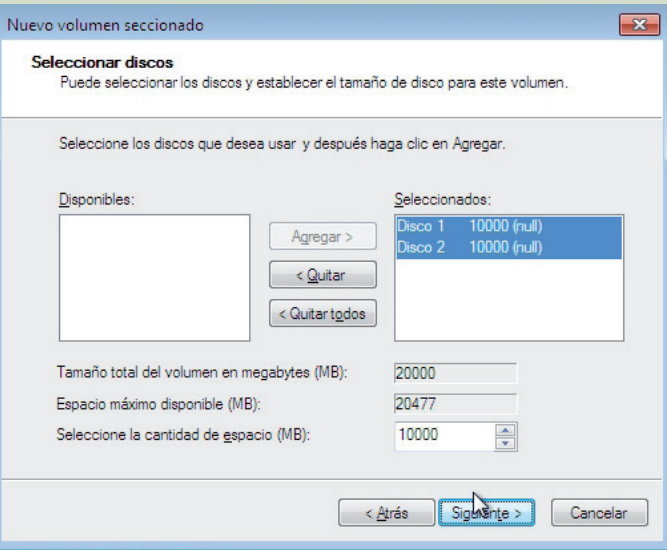 Nuevo volumen seccionado
Seleccionar discos
Puede seleccionar los discos y establecer el tamaño de disco para este volumen.
Seleccione los discos que desea usar y después haga clic en Agregar.
Disponibles:
Seleccionados:
Agregar >
< Quitar
< Quitar todos
Disco 1 10000 (null)
Disco 2 10000 (null)
Tamaño total del volumen en megabytes (MB): 20000
Espacio máximo disponible (MB): 20477
Seleccione la cantidad de espacio (MB): 10000
< Atrás Siguiente > Cancelar